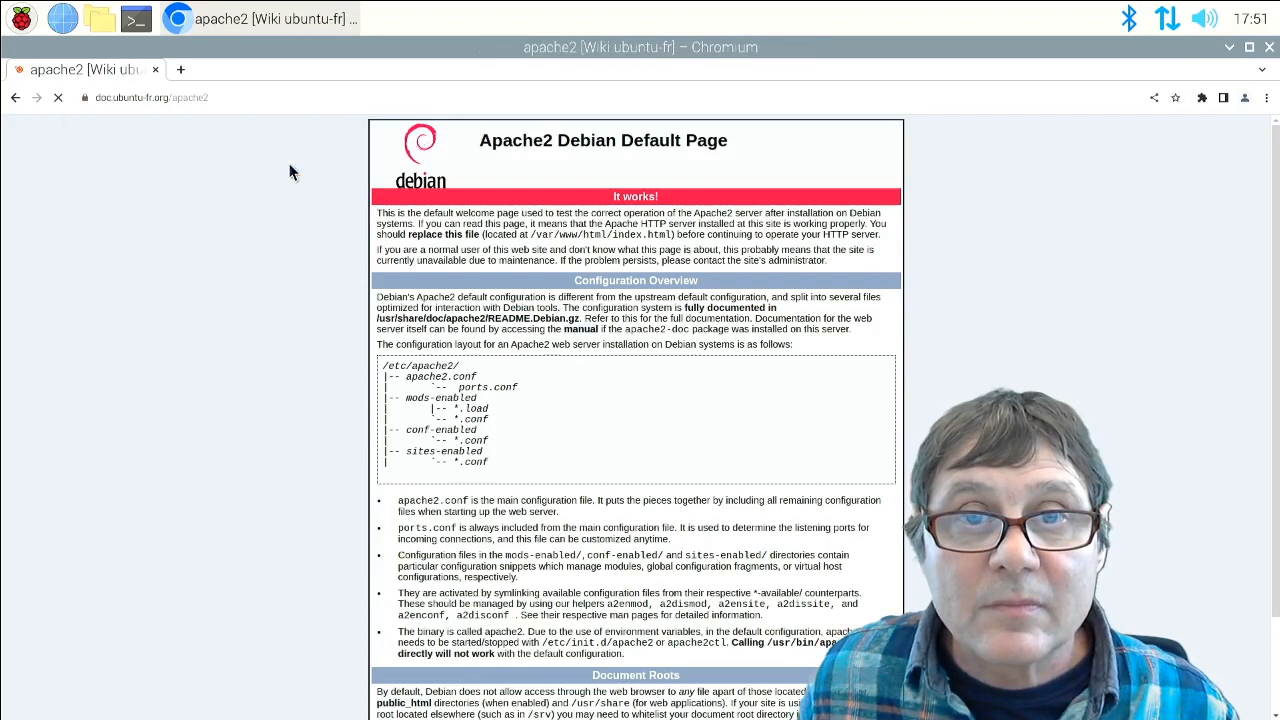 apache2 [Wiki ubuntu-fr] ...
17:51
apache2 [Wiki ubuntu-fr] – Chromium
apache2 [Wiki ubu
doc.ubuntu-fr.org/apache2
debian
Apache2 Debian Default Page
It works!
This is the default welcome page used to test the correct operation of the Apache2 server after installation on Debian
systems. If you can read this page, it means that the Apache HTTP server installed at this site is working properly. You
should replace this file (located at /var/www/html/index.html) before continuing to operate your HTTP server.
If you are a normal user of this web site and don't know what this page is about, this probably means that the site is
currently unavailable due to maintenance. If the problem persists, please contact the site's administrator.
Configuration Overview
Debian's Apache2 default configuration is different from the upstream default configuration, and split into several files
optimized for interaction with Debian tools. The configuration system is fully documented in
/usr/share/doc/apache2/README.Debian.gz. Refer to this for the full documentation. Documentation for the web
server itself can be found by accessing the manual if the apache2-doc package was installed on this server.
The configuration layout for an Apache2 web server installation on Debian systems is as follows:
/etc/apache2/
|-- apache2.conf
|       `--  ports.conf
|-- mods-enabled
|       |-- *.load
|       `-- *.conf
|-- conf-enabled
|       `-- *.conf
|-- sites-enabled
|       `-- *.conf
• apache2.conf is the main configuration file. It puts the pieces together by including all remaining configuration
files when starting up the web server.
• ports.conf is always included from the main configuration file. It is used to determine the listening ports for
incoming connections, and this file can be customized anytime.
• Configuration files in the mods-enabled/, conf-enabled/ and sites-enabled/ directories contain
particular configuration snippets which manage modules, global configuration fragments, or virtual host
configurations, respectively.
• They are activated by symlinking available configuration files from their respective *-available/ counterparts.
These should be managed by using our helpers a2enmod, a2dismod, a2ensite, a2dissite, and
a2enconf, a2disconf . See their respective man pages for detailed information.
• The binary is called apache2. Due to the use of environment variables, in the default configuration, apach
needs to be started/stopped with /etc/init.d/apache2 or apache2ctl. Calling /usr/bin/apa
directly will not work with the default configuration.
Document Roots
By default, Debian does not allow access through the web browser to any file apart of those located
public_html directories (when enabled) and /usr/share (for web applications). If your site is us
root located elsewhere (such as in /srv) you may need to whitelist your document root directory